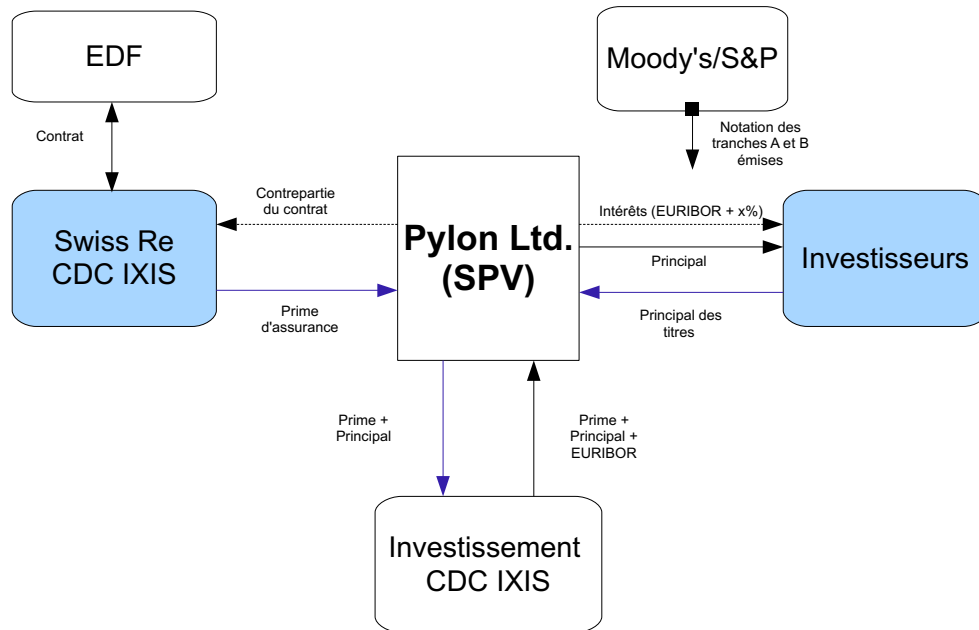 EDF
Moody's/S&P
Contrat
Notation des
tranches A et B
émises
Contrepartie
du contrat
Intérêts (EURIBOR + x%)
Swiss Re
CDC IXIS
Pylon Ltd.
(SPV)
Principal
Investisseurs
Prime
d'assurance
Principal des
titres
Prime +
Principal
Prime +
Principal +
EURIBOR
Investissement
CDC IXIS